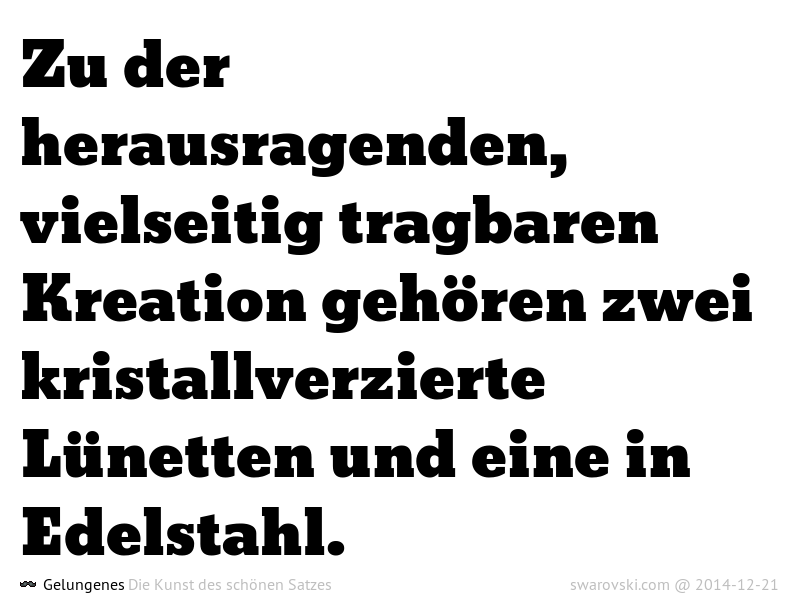 Zu der
herausragenden,
vielseitig tragbaren
Kreation gehören zwei
kristallverzierte
Lünetten und eine in
Edelstahl.
Gelungenes Die Kunst des schönen Satzes
swarovski.com @ 2014-12-21